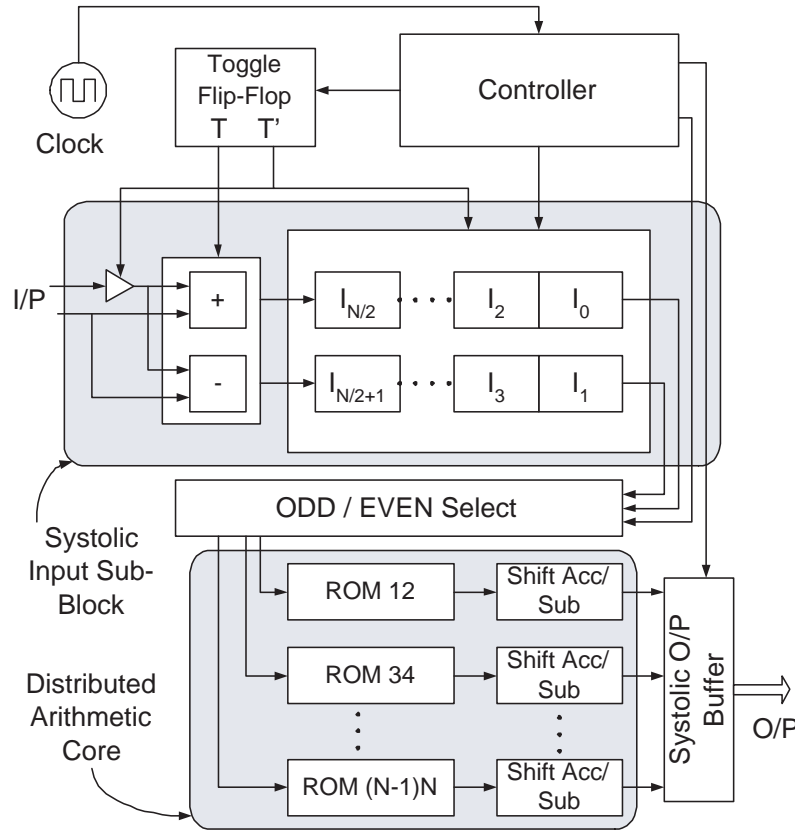 Toggle
Flip-Flop
T T'
Controller
Clock
I/P
+
I_{N/2}
I_2
I_0
-
I_{N/2+1}
I_3
I_1
ODD / EVEN Select
Systolic
Input Sub-
Block
ROM 12
Shift Acc/
Sub
ROM 34
Shift Acc/
Sub
Distributed
Arithmetic
Core
ROM (N-1)N
Shift Acc/
Sub
Systolic O/P
Buffer
O/P